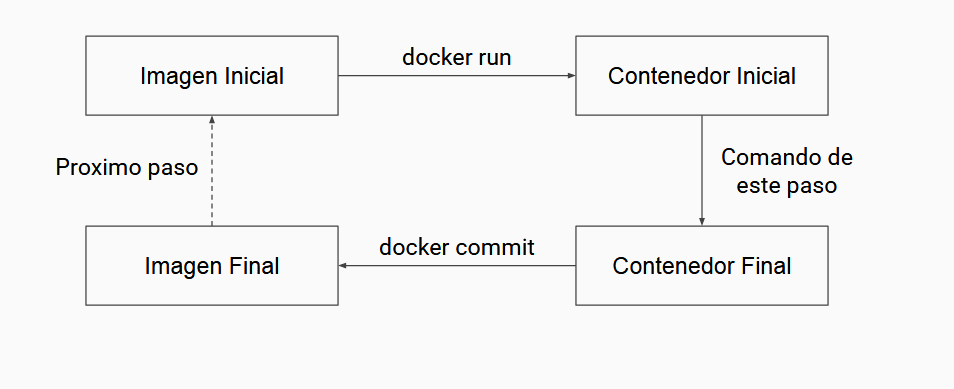 docker run
Imagen Inicial
Contenedor Inicial
Proximo paso
Comando de
este paso
docker commit
Imagen Final
Contenedor Final